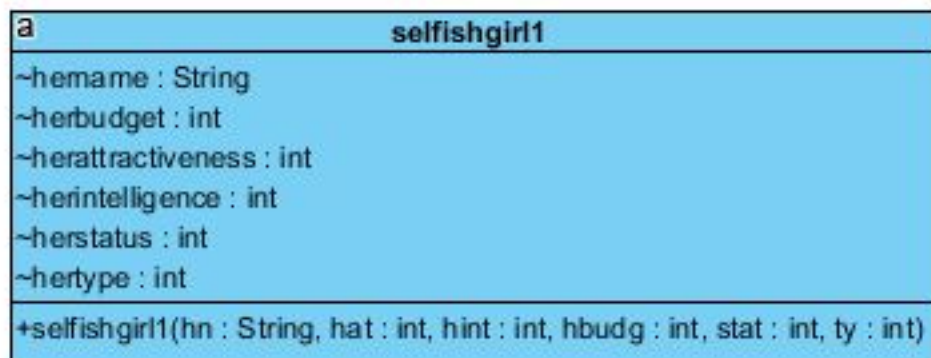 a
selfishgirl1
~hername : String
~herbudget : int
~herattractiveness : int
~herintelligence : int
~herstatus : int
~hertype : int
+selfishgirl1(hn : String, hat : int, hint : int, hbudg : int, stat : int, ty : int)